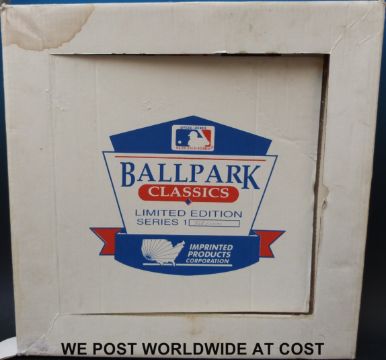 BALLPARK
CLASSICS
LIMITED EDITION
SERIES 1
IMPRINTED
PRODUCTS
CORPORATION
WE POST WORLDWIDE AT COST